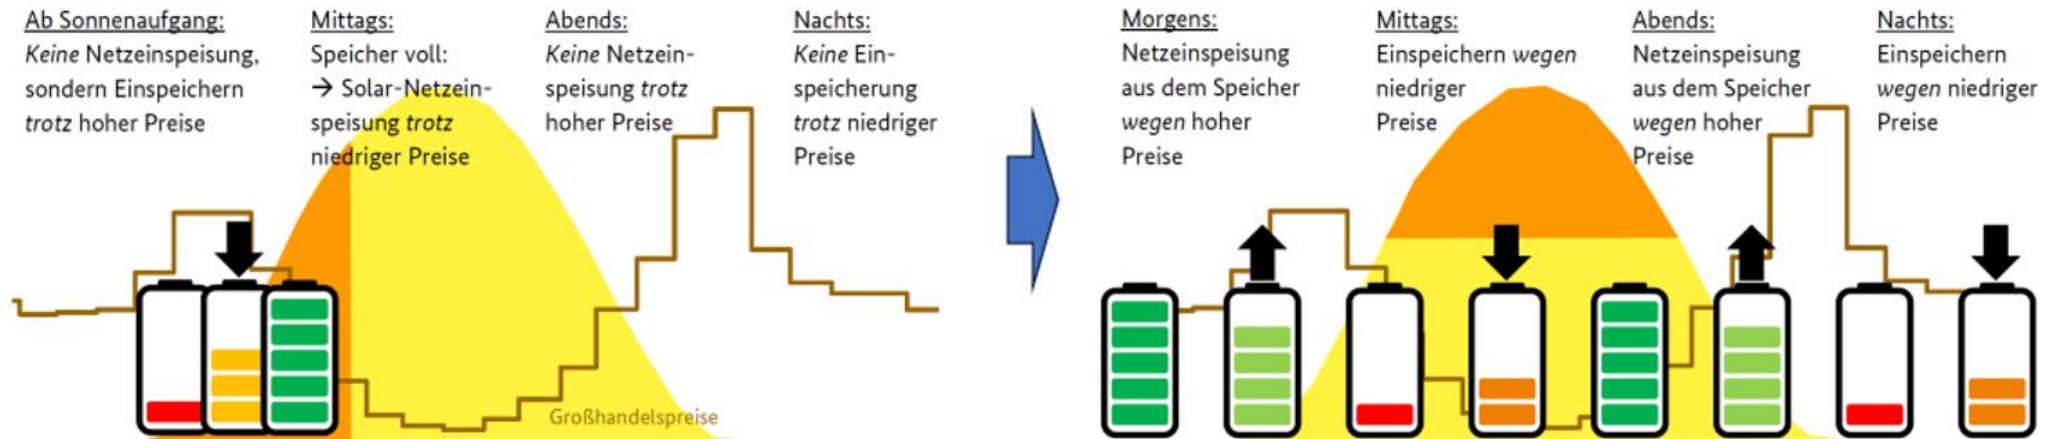 Ab Sonnenaufgang:
Keine Netzeinspeisung,
sondern Einspeichern
trotz hoher Preise
Mittags:
Speicher voll:
→ Solar-Netzein-
speisung trotz
niedriger Preise
Abends:
Keine Netzein-
speisung trotz
hoher Preise
Nachts:
Keine Ein-
speicherung
trotz niedriger
Preise
Großhandelspreise
Morgens:
Netzeinspeisung
aus dem Speicher
wegen hoher
Preise
Mittags:
Einspeichern wegen
niedriger
Preise
Abends:
Netzeinspeisung
aus dem Speicher
wegen hoher
Preise
Nachts:
Einspeichern
wegen niedriger
Preise